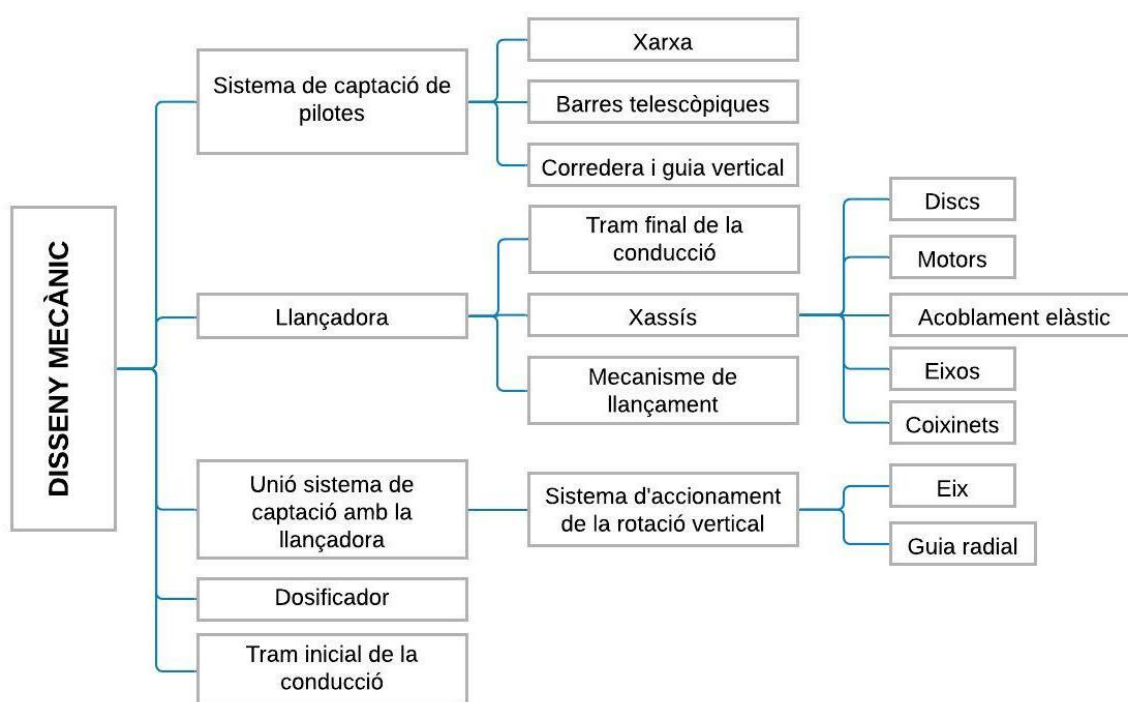 DISSENY MECÀNIC
Sistema de captació de
pilotes
Xarxa
Barres telescòpiques
Corredera i guia vertical
Llançadora
Tram final de la
conducció
Xassís
Mecanisme de
llançament
Discs
Motors
Acoblament elàstic
Eixos
Coixinets
Unió sistema de
captació amb la
llançadora
Sistema d'accionament
de la rotació vertical
Eix
Guia radial
Dosificador
Tram inicial de la
conducció